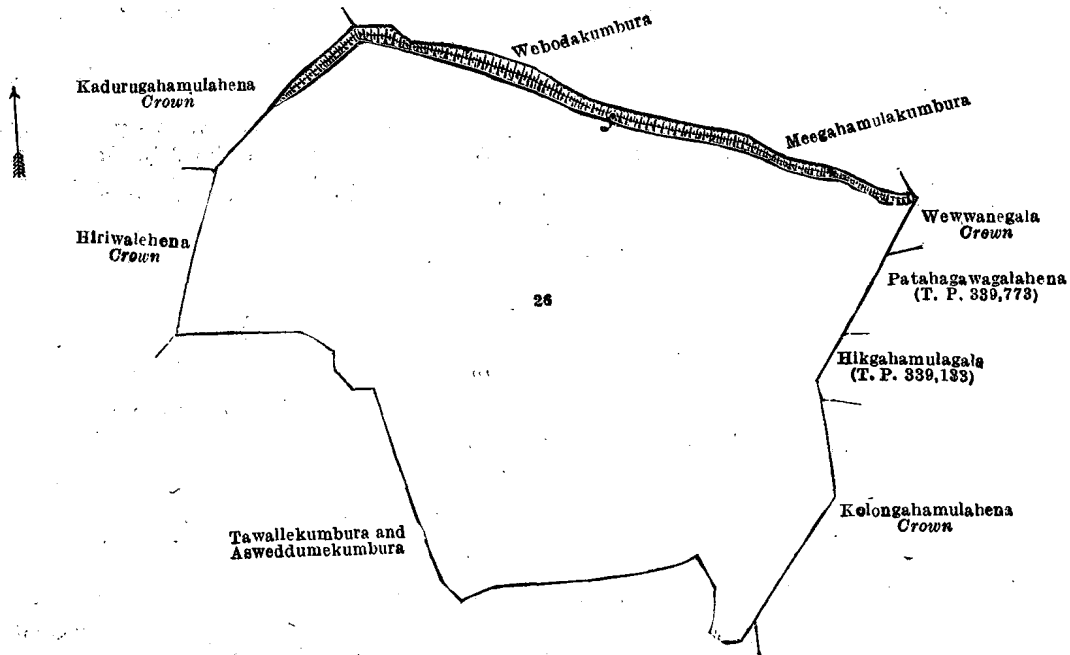 Webodakumbura
Kadurugahamulahena
Crown
Meegahamulakumbura
Wewwanegala
Crown
Hiriwalehena
Crown
Patahagawagalahena
(T. P. 339,773)
26
Hikgahamulagala
(T. P. 339,133)
Kolongahamulahena
Crown
Tawallekumbura and
Asweddumekumbura